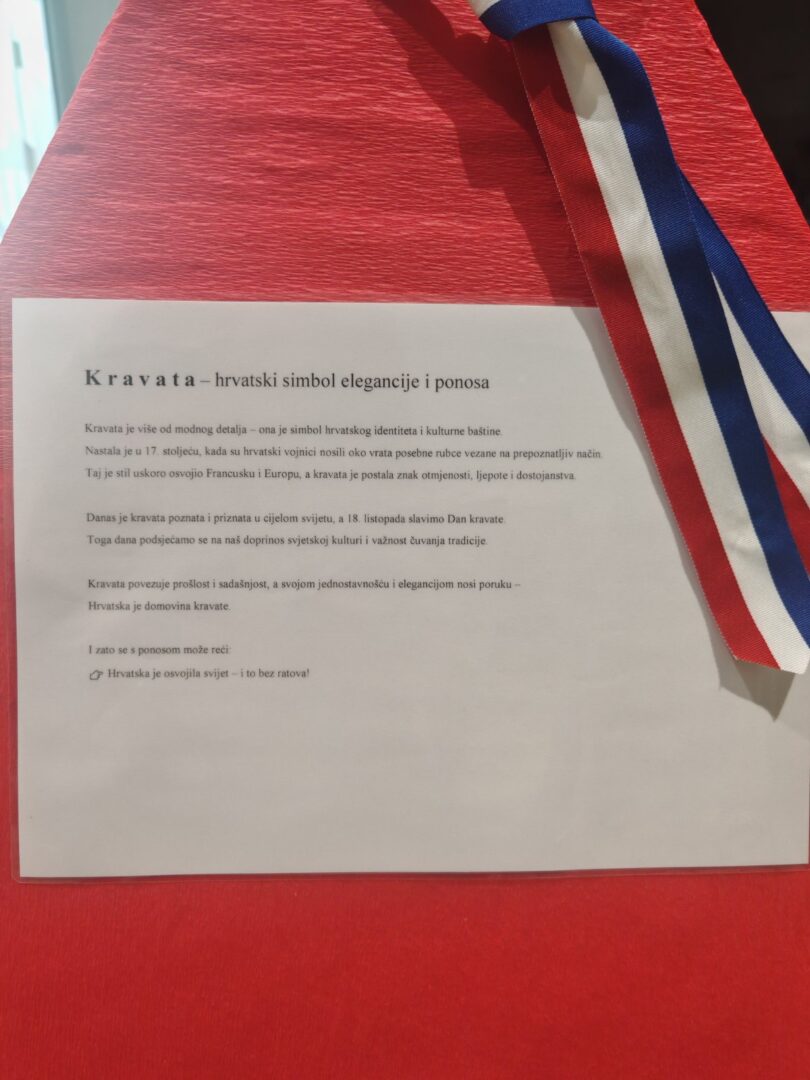 Kravata – hrvatski simbol elegancije i ponosa
Kravata je više od modnog detalja – ona je simbol hrvatskog identiteta i kulturne baštine.
Nastala je u 17. stoljeću, kada su hrvatski vojnici nosili oko vrata posebne rubce vezane na prepoznatljiv način.
Taj je stil uskoro osvojio Francusku i Europu, a kravata je postala znak otmjenosti, ljepote i dostojanstva.
Danas je kravata poznata i priznata u cijelom svijetu, a 18. listopada slavimo Dan kravate.
Toga dana podsjećamo se na naš doprinos svjetskoj kulturi i važnost čuvanja tradicije.
Kravata povezuje prošlost i sadašnjost, a svojom jednostavnošću i elegancijom nosi poruku –
Hrvatska je domovina kravate.
I zato se s ponosom može reći:
👉 Hrvatska je osvojila svijet – i to bez ratova!